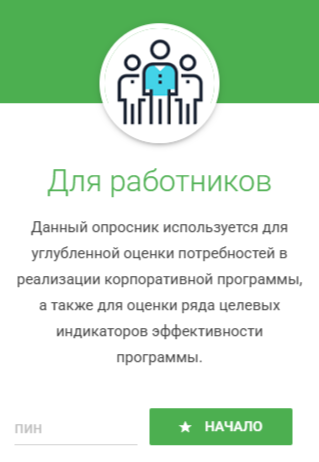 Для работников
Данный опросник используется для
углубленной оценки потребностей в
реализации корпоративной программы,
а также для оценки ряда целевых
индикаторов эффективности
программы.
ПИН
★ НАЧАЛО